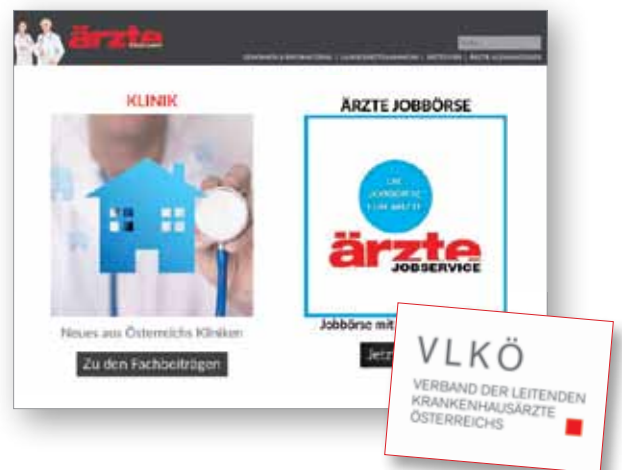 ärzte
KLINIK
Neues aus Österreichs Kliniken
Zu den Fachbeiträgen
ÄRZTE JOBBÖRSE
DIE
JOBBÖRSE
FÜR ÄRZTE
ärzte
JOBSERVICE
Jobbörse mit
VLKÖ
VERBAND DER LEITENDEN
KRANKENHAUSÄRZTE
ÖSTERREICHS